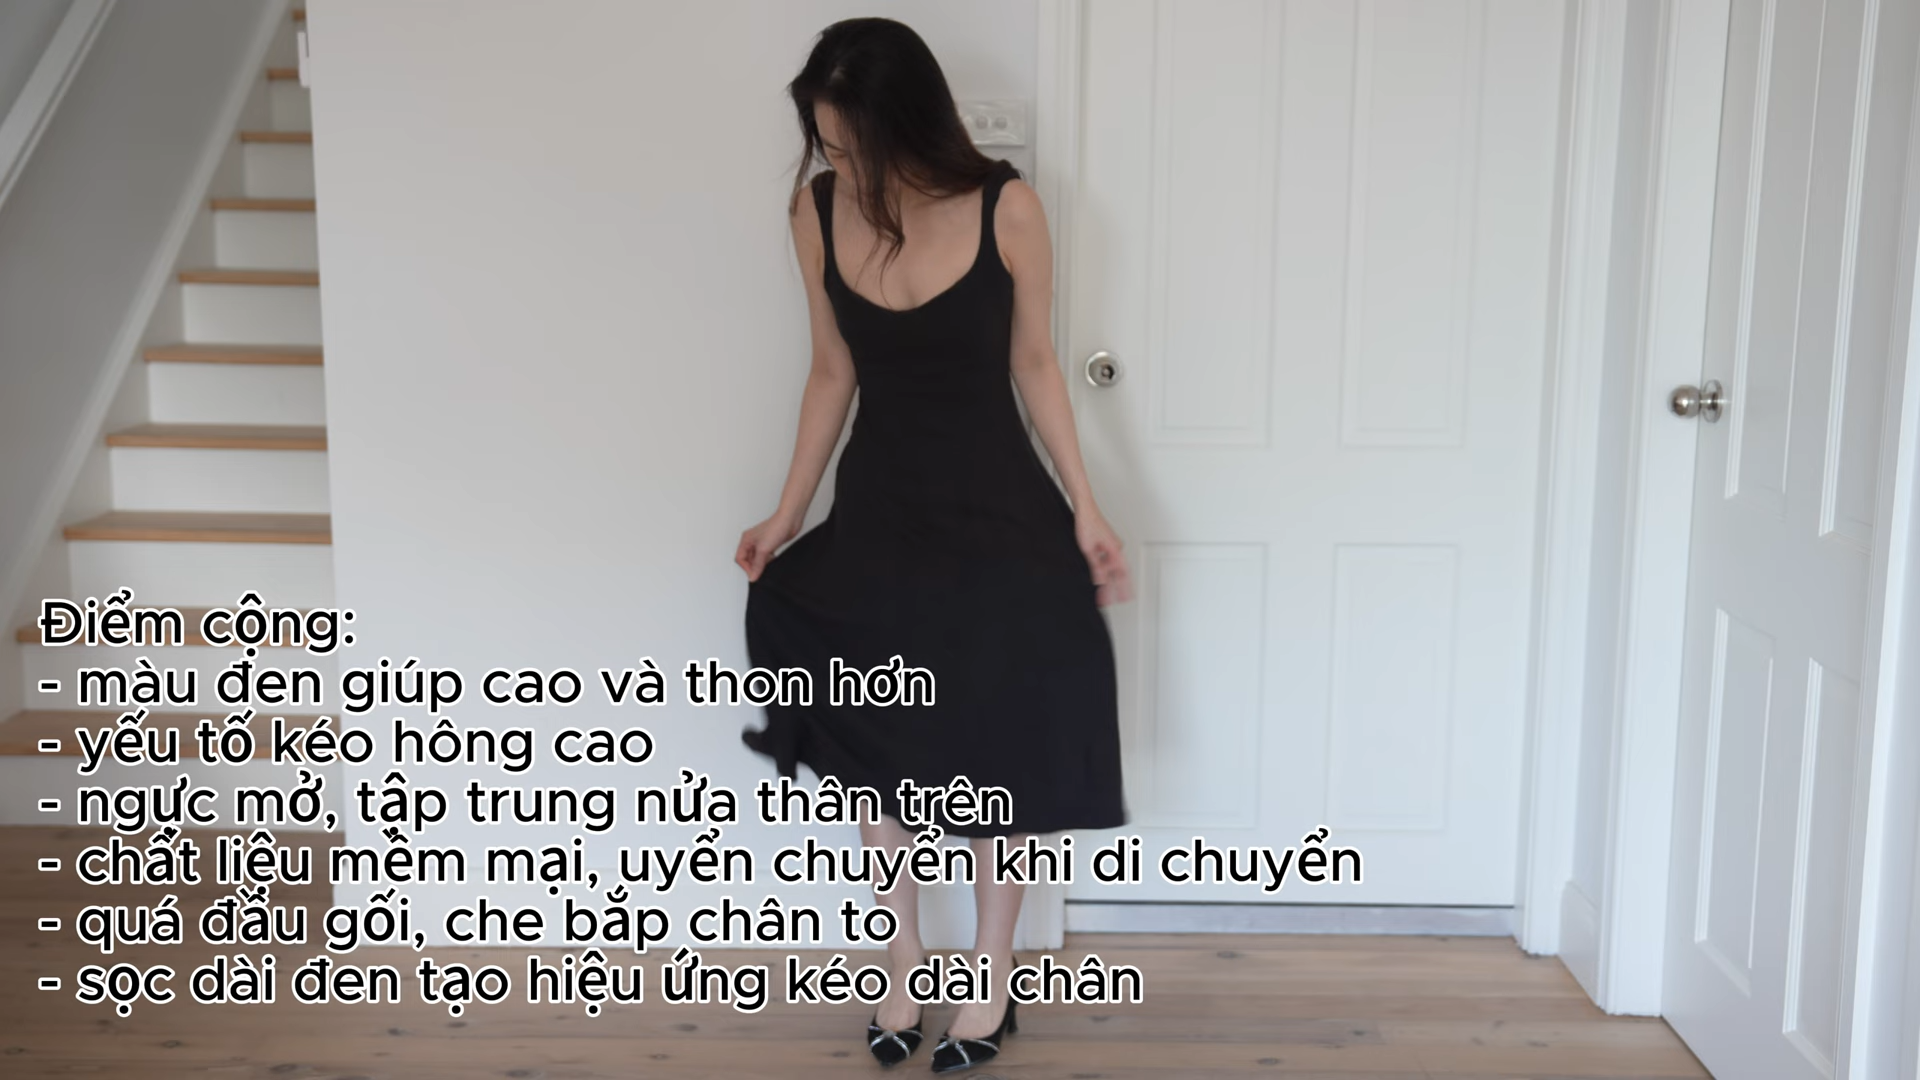 Điểm cộng:
- màu đen giúp cao và thon hơn
- yếu tố kéo hông cao
- ngực mở, tập trung nửa thân trên
- chất liệu mềm mại, uyển chuyển khi di chuyển
- quá đầu gối, che bắp chân to
- sọc dài đen tạo hiệu ứng kéo dài chân